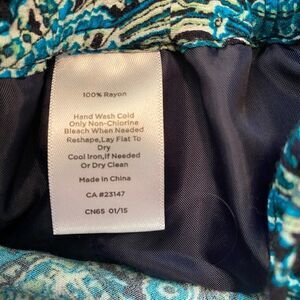 100% Rayon
Hand Wash Cold
Only Non-Chlorine
Bleach When Needed
Reshape,Lay Flat To
Dry
Cool Iron,If Needed
Or Dry Clean
Made In China
CA #23147
CN65 01/15